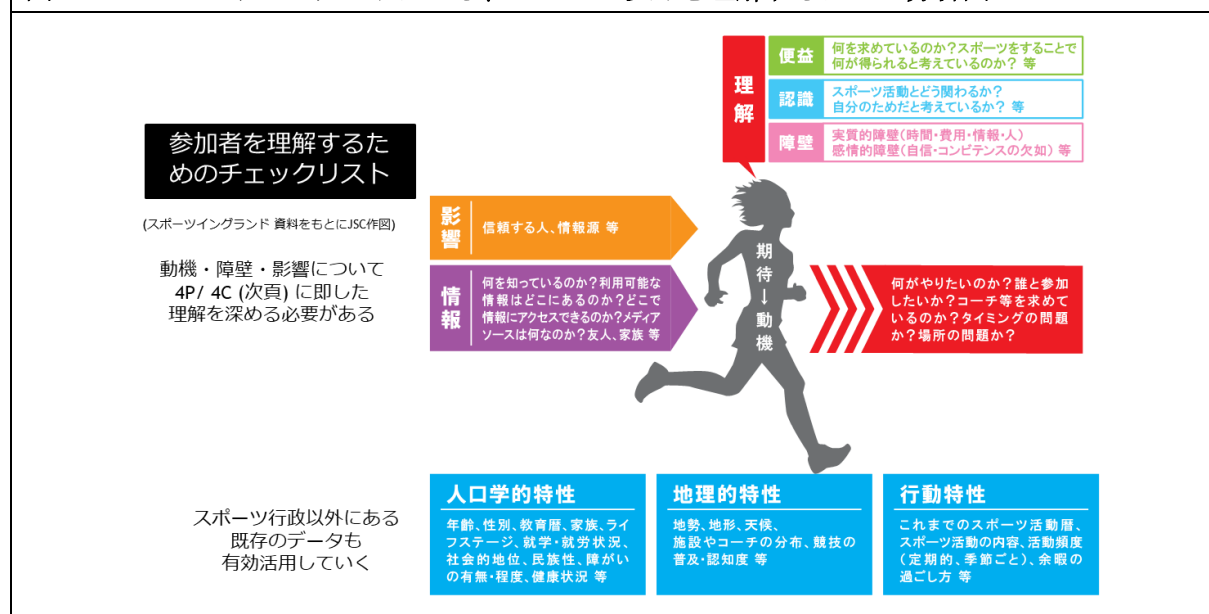 参加者を理解するた
めのチェックリスト
(スポーツイングランド 資料をもとにJSC作図)
動機・障壁・影響について
4P/ 4C (次頁) に即した
理解を深める必要がある
スポーツ行政以外にある
既存のデータも
有効活用していく
理解
便益
何を求めているのか?スポーツをすることで
何が得られると考えているのか? 等
認識
スポーツ活動とどう関わるか?
自分のためだと考えているか? 等
障壁
実質的障壁(時間・費用・情報・人)
感情的障壁(自信・コンピテンスの欠如) 等
影響
信頼する人、情報源 等
情報
何を知っているのか?利用可能な
情報はどこにあるのか?どこで
情報にアクセスできるのか?メディア
ソースは何なのか?友人、家族 等
期待→動機
何がやりたいのか?誰と参加
したいか?コーチ等を求めて
いるのか?タイミングの問題
か?場所の問題か?
人口学的特性
年齢、性別、教育暦、家族、ライ
フステージ、就学・就労状況、
社会的地位、民族性、障がい
の有無・程度、健康状況 等
地理的特性
地勢、地形、天候、
施設やコーチの分布、競技の
普及・認知度 等
行動特性
これまでのスポーツ活動暦、
スポーツ活動の内容、活動頻度
(定期的、季節ごと)、余暇の
過ごし方 等